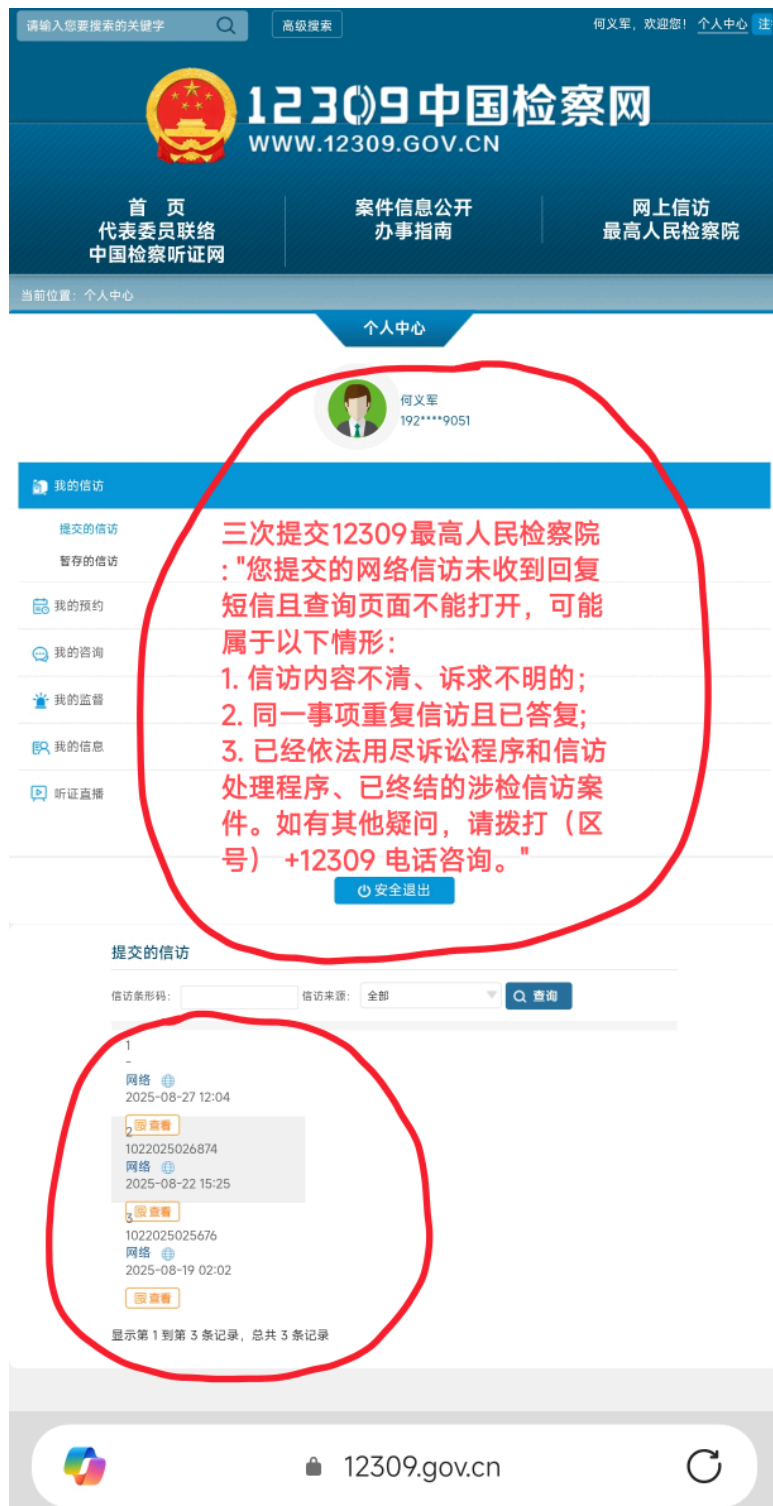 请输入您要搜索的关键字
高级搜索
何义军，欢迎您！ 个人中心
12309中国检察网
WWW.12309.GOV.CN
首 页
代表委员联络
中国检察听证网
案件信息公开
办事指南
网上信访
最高人民检察院
当前位置：个人中心
个人中心
何义军
192****9051
我的信访
提交的信访
暂存的信访
我的预约
我的咨询
我的监督
我的信息
听证直播
三次提交12309最高人民检察院
:"您提交的网络信访未收到回复
短信且查询页面不能打开，可能
属于以下情形：
1. 信访内容不清、诉求不明的；
2. 同一事项重复信访且已答复;
3. 已经依法用尽诉讼程序和信访
处理程序、已终结的涉检信访案
件。如有其他疑问，请拨打（区
号） +12309 电话咨询。"
安全退出
提交的信访
信访条形码：
信访来源： 全部
查询
1
-
网络
2025-08-27 12:04
查看
2
1022025026874
网络
2025-08-22 15:25
查看
3
1022025025676
网络
2025-08-19 02:02
查看
显示第 1 到第 3 条记录，总共 3 条记录
12309.gov.cn